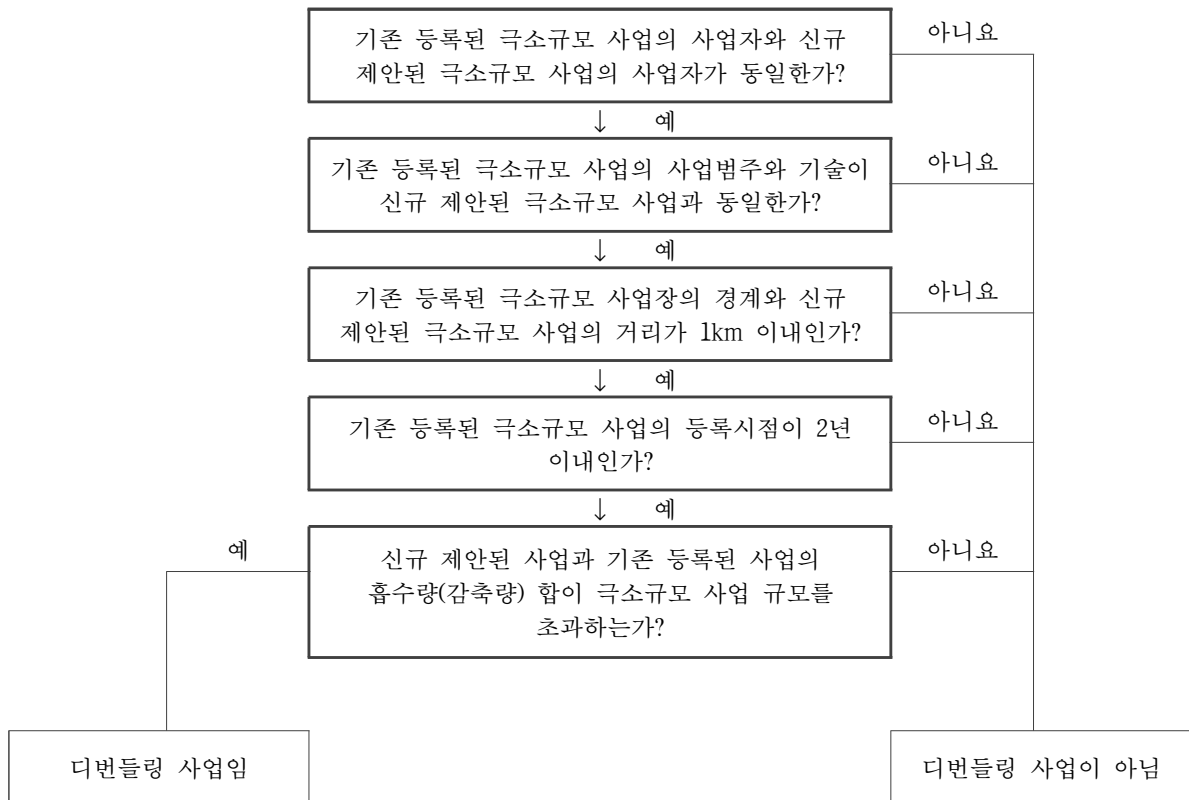 기존 등록된 극소규모 사업의 사업자와 신규
제안된 극소규모 사업의 사업자가 동일한가?
아니요
↓ 예
기존 등록된 극소규모 사업의 사업범주와 기술이
신규 제안된 극소규모 사업과 동일한가?
아니요
↓ 예
기존 등록된 극소규모 사업장의 경계와 신규
제안된 극소규모 사업의 거리가 1km 이내인가?
아니요
↓ 예
기존 등록된 극소규모 사업의 등록시점이 2년
이내인가?
아니요
↓ 예
예
신규 제안된 사업과 기존 등록된 사업의
흡수량(감축량) 합이 극소규모 사업 규모를
초과하는가?
아니요
디번들링 사업임
디번들링 사업이 아님